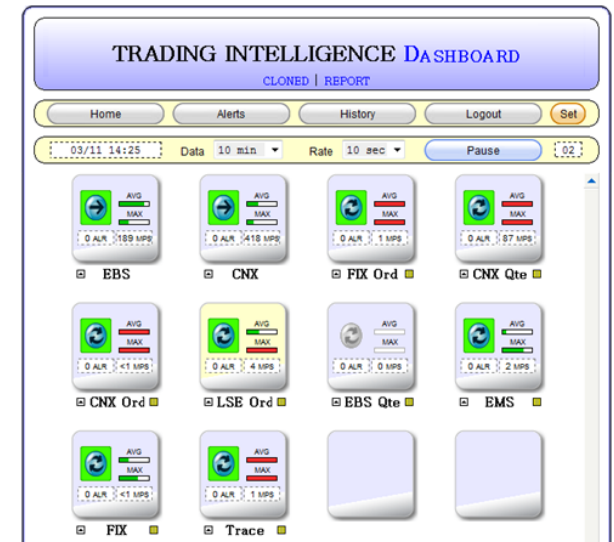 TRADING INTELLIGENCE DASHBOARD
CLONED | REPORT
Home Alerts History Logout Set
03/11 14:25 Data 10 min Rate 10 sec Pause 02
AVG AVG AVG AVG
MAX MAX MAX MAX
0 ALR 189 MPS 0 ALR 418 MPS 0 ALR 1 MPS 0 ALR 87 MPS
EBS CNX FIX Ord CNX Qte
AVG AVG AVG AVG
MAX MAX MAX MAX
0 ALR <1 MPS 0 ALR 4 MPS 0 ALR 0 MPS 0 ALR 2 MPS
CNX Ord LSE Ord EBS Qte EMS
AVG AVG
MAX MAX
0 ALR <1 MPS 0 ALR 1 MPS
FIX Trace